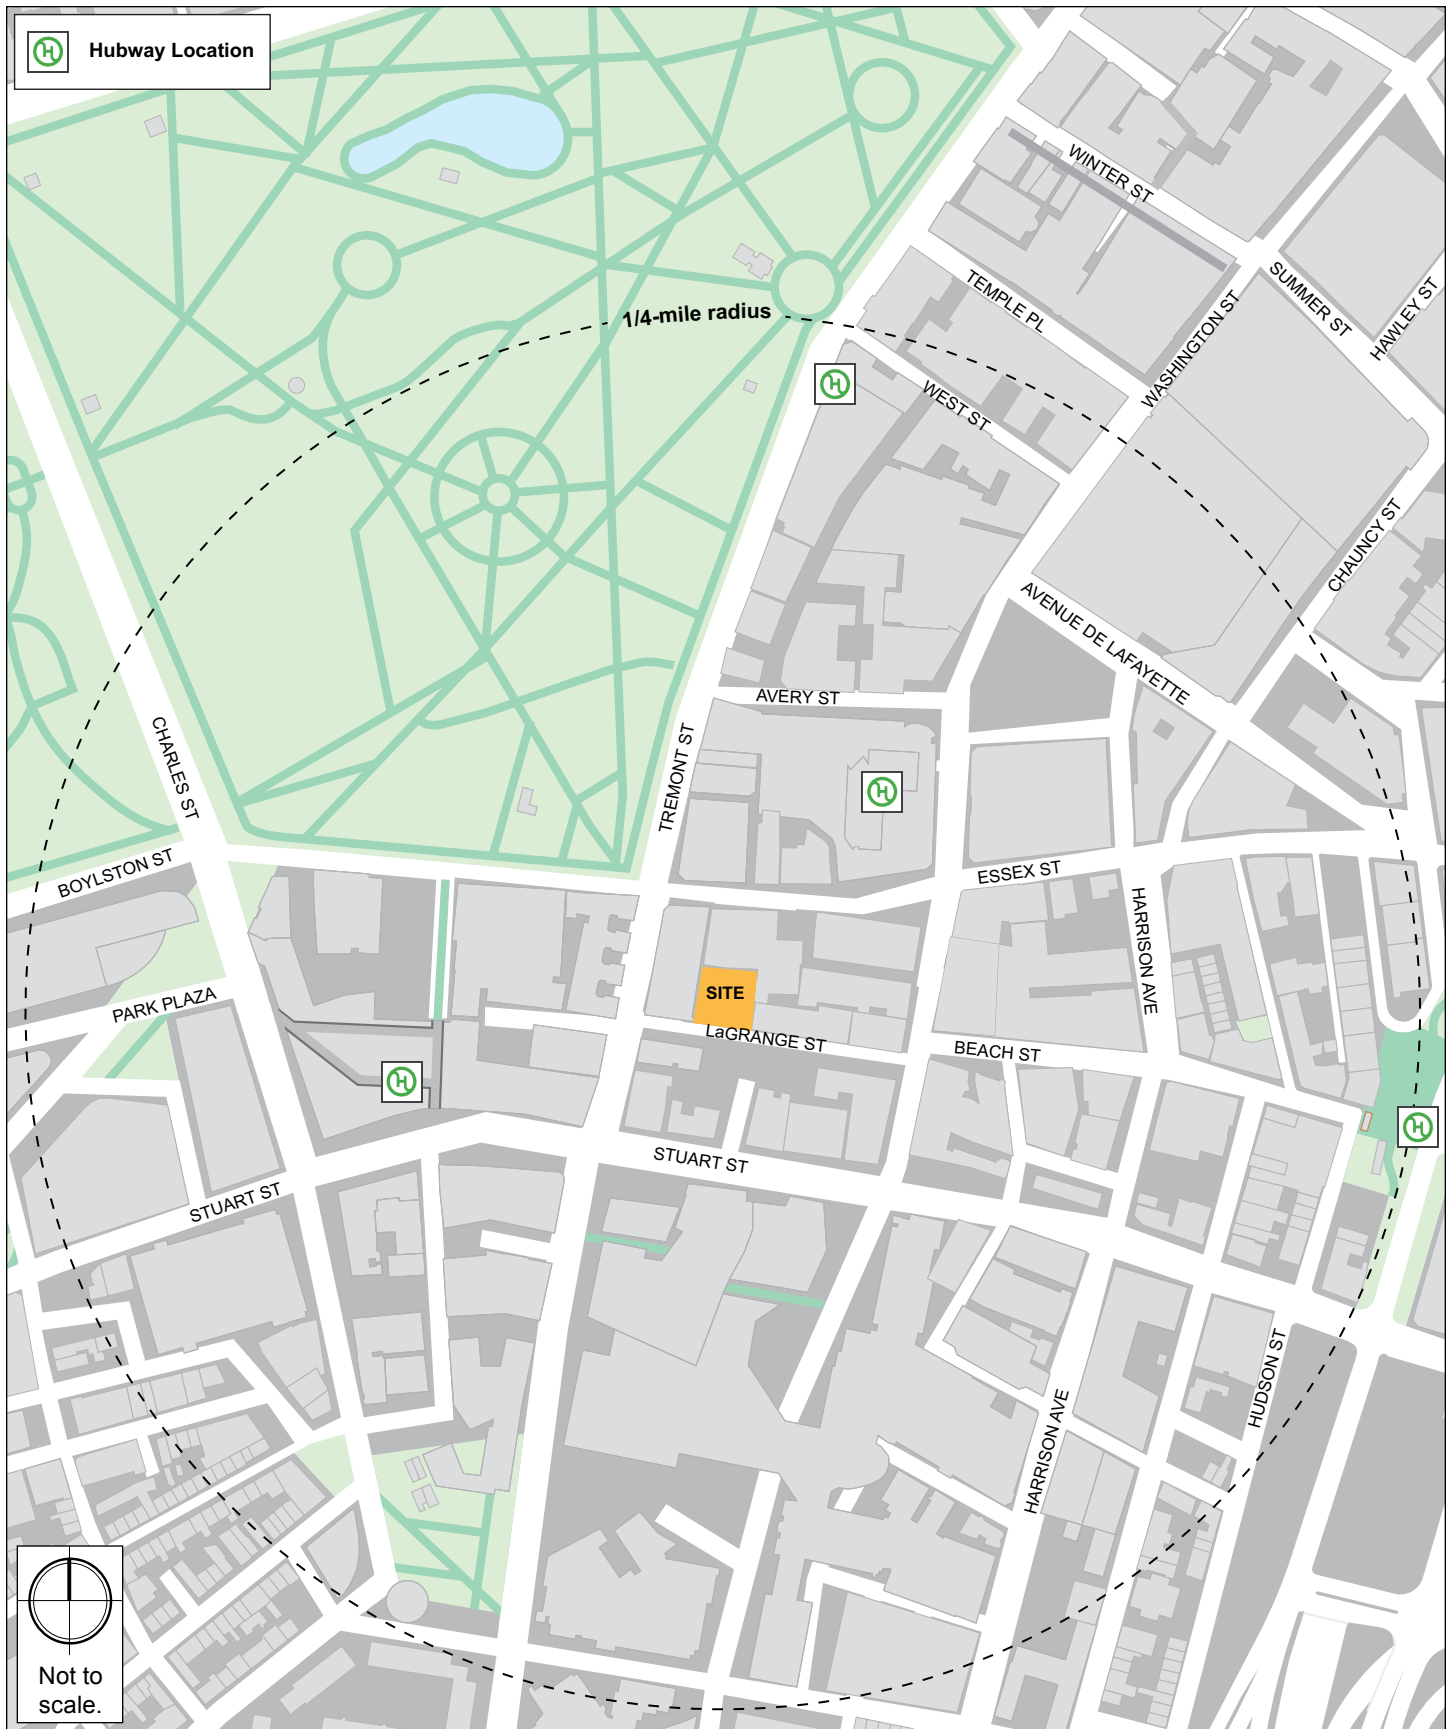 Hubway Location
WINTER ST
SUMMER ST
HAWLEY ST
TEMPLE PL
WASHINGTON ST
1/4-mile radius
WEST ST
CHAUNCY ST
AVENUE DE LAFAYETTE
AVERY ST
CHARLES ST
TREMONT ST
BOYLSTON ST
ESSEX ST
HARRISON AVE
PARK PLAZA
SITE
LaGRANGE ST
BEACH ST
STUART ST
STUART ST
HUDSON ST
HARRISON AVE
Not to
scale.